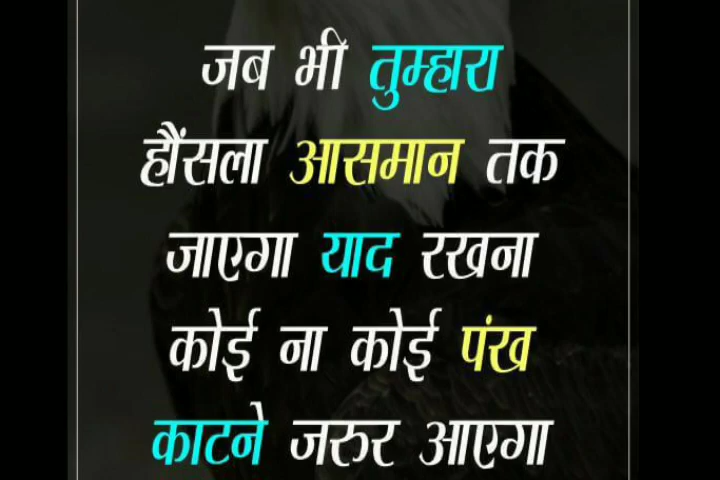 जब भी तुम्हारा
हौंसला आसमान तक
जाएगा याद रखना
कोई ना कोई पंख
काटने जरुर आएगा